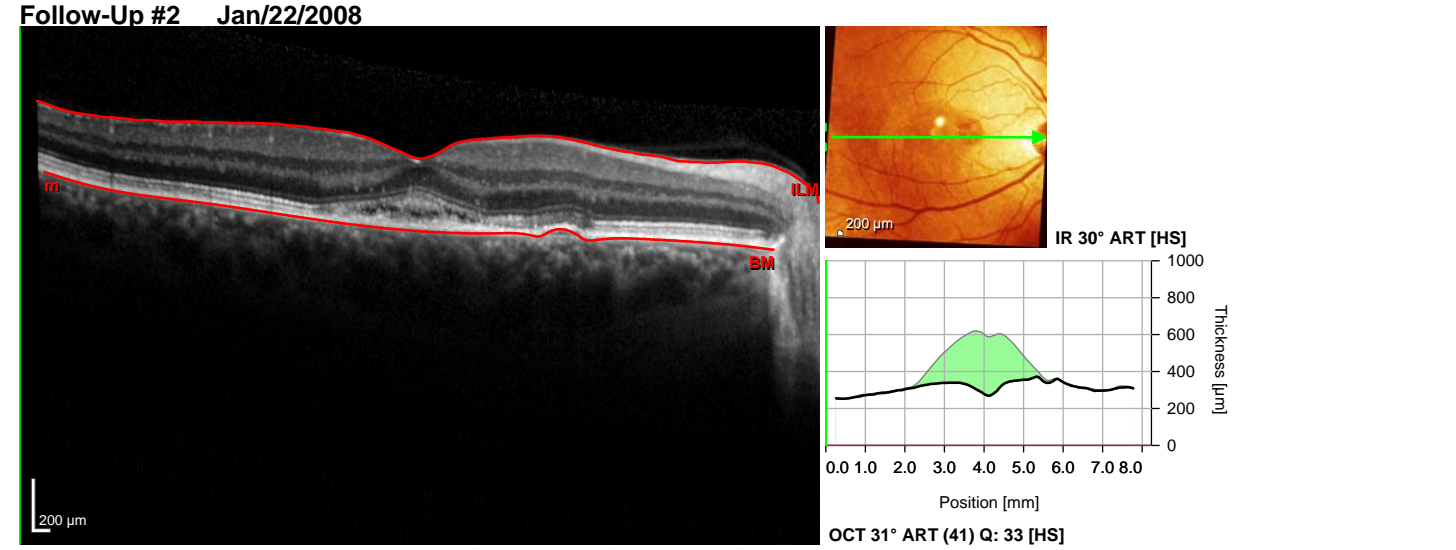 Follow-Up #2 Jan/22/2008
m
ILM
BM
200 µm
200 µm
IR 30° ART [HS]
1000
800
600
400
200
0
Thickness [µm]
0.0 1.0 2.0 3.0 4.0 5.0 6.0 7.0 8.0
Position [mm]
OCT 31° ART (41) Q: 33 [HS]